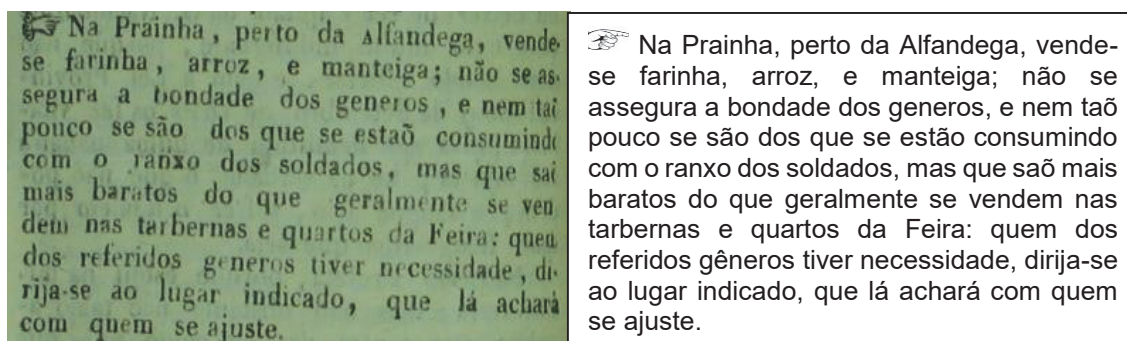 Na Prainha, perto da Alfandega, vende-
se farinha, arroz, e manteiga; não se as-
segura a bondade dos generos, e nem taõ
pouco se são dos que se estaõ consumindo
com o ranxo dos soldados, mas que saõ
mais baratos do que geralmente se ven
dem nas tarbernas e quartos da Feira: quem
dos referidos generos tiver necessidade, di-
rija-se ao lugar indicado, que lá achará
com quem se ajuste.
Na Prainha, perto da Alfandega, vende-
se farinha, arroz, e manteiga; não se
assegura a bondade dos generos, e nem taõ
pouco se são dos que se estão consumindo
com o ranxo dos soldados, mas que saõ mais
baratos do que geralmente se vendem nas
tarbernas e quartos da Feira: quem dos
referidos gêneros tiver necessidade, dirija-se
ao lugar indicado, que lá achará com quem
se ajuste.